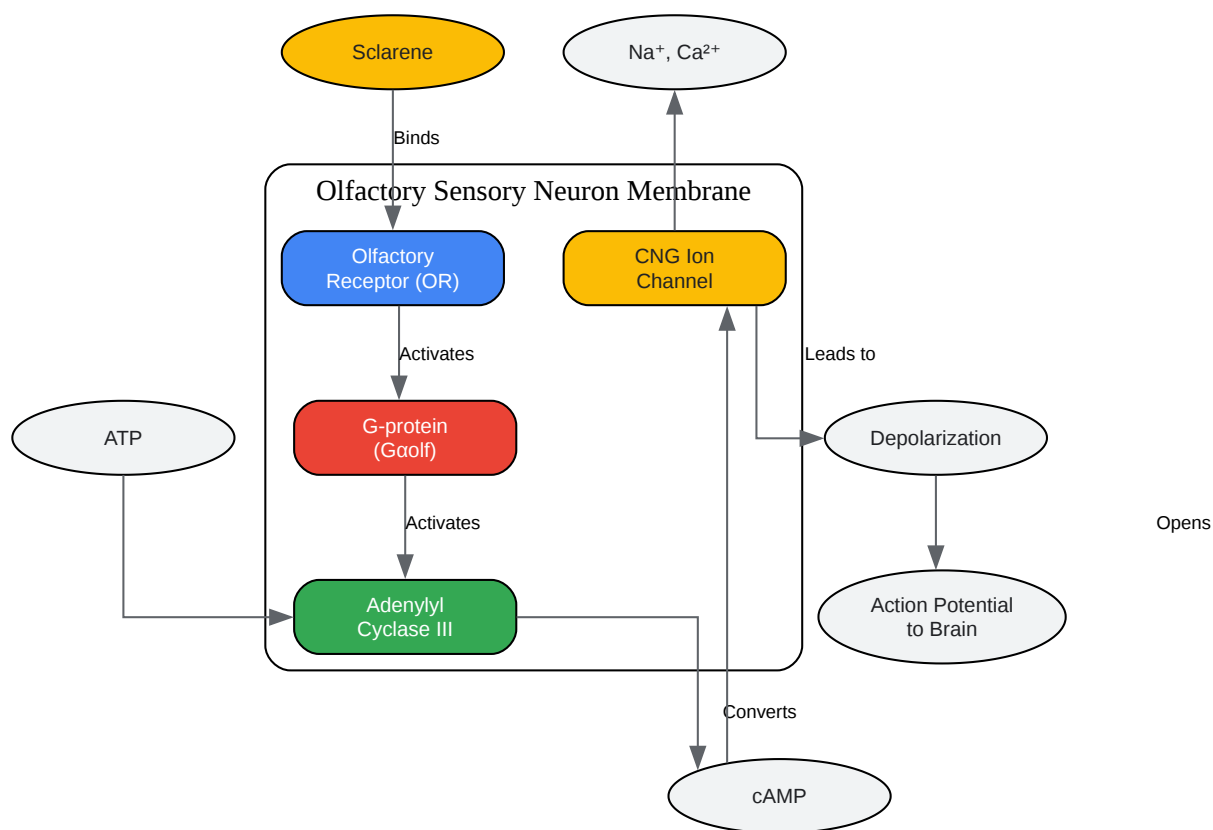 Sclarene
Na⁺, Ca²⁺
Binds
Olfactory Sensory Neuron Membrane
Olfactory
Receptor (OR)
CNG Ion
Channel
Activates
Leads to
ATP
G-protein
(Gαolf)
Depolarization
Activates
Opens
Adenylyl
Cyclase III
Action Potential
to Brain
Converts
cAMP